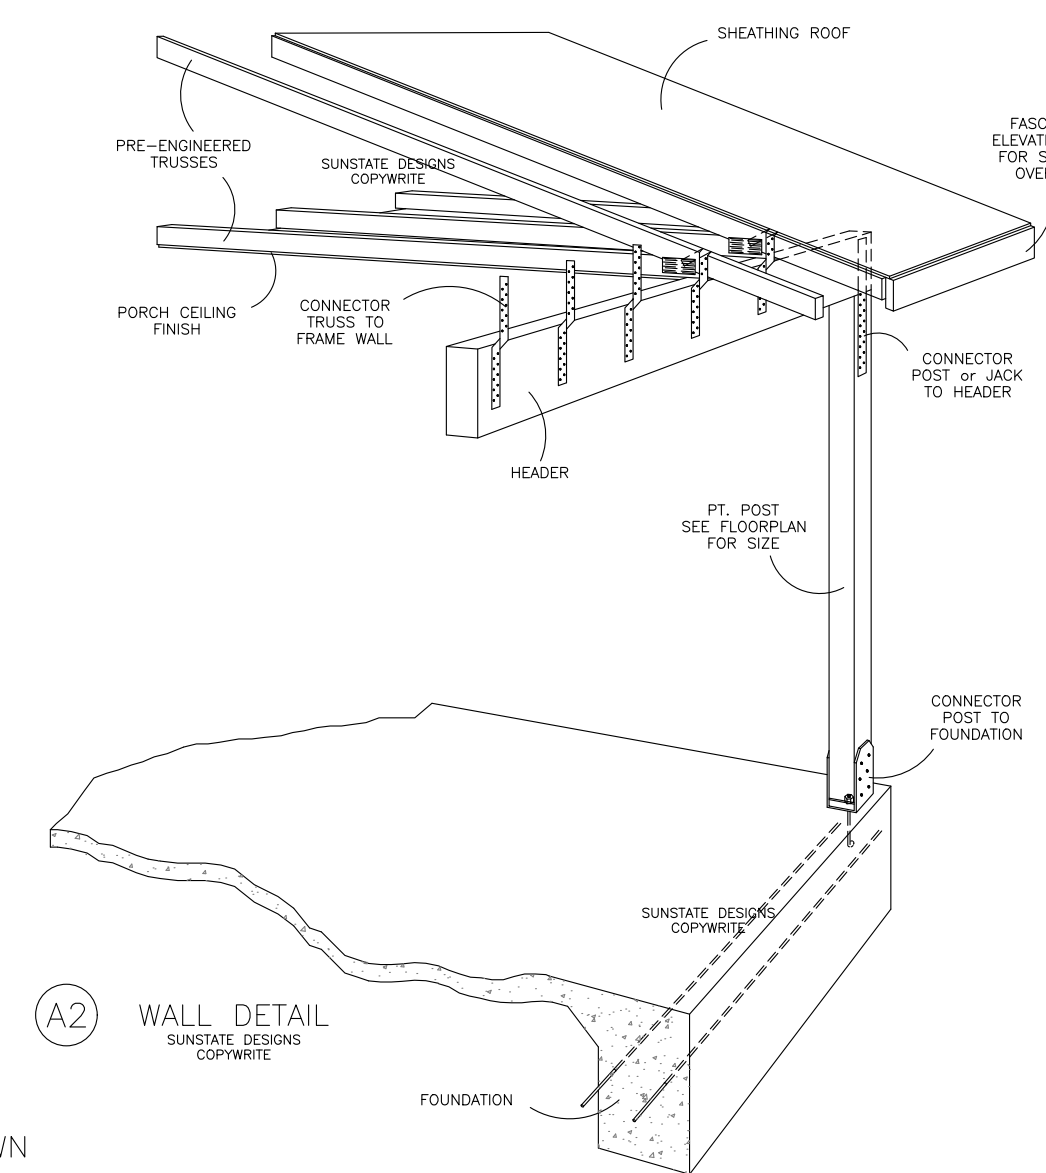 SHEATHING ROOF
PRE-ENGINEERED
TRUSSES
SUNSTATE DESIGNS
COPYWRITE
PORCH CEILING
FINISH
CONNECTOR
TRUSS TO
FRAME WALL
FOR S
CONNECTOR
POST or JACK
TO HEADER
HEADER
PT. POST
SEE FLOORPLAN
FOR SIZE
CONNECTOR
POST TO
FOUNDATION
SUNSTATE DESIGNS
COPYWRITE
A2
WALL DETAIL
SUNSTATE DESIGNS
COPYWRITE
FOUNDATION